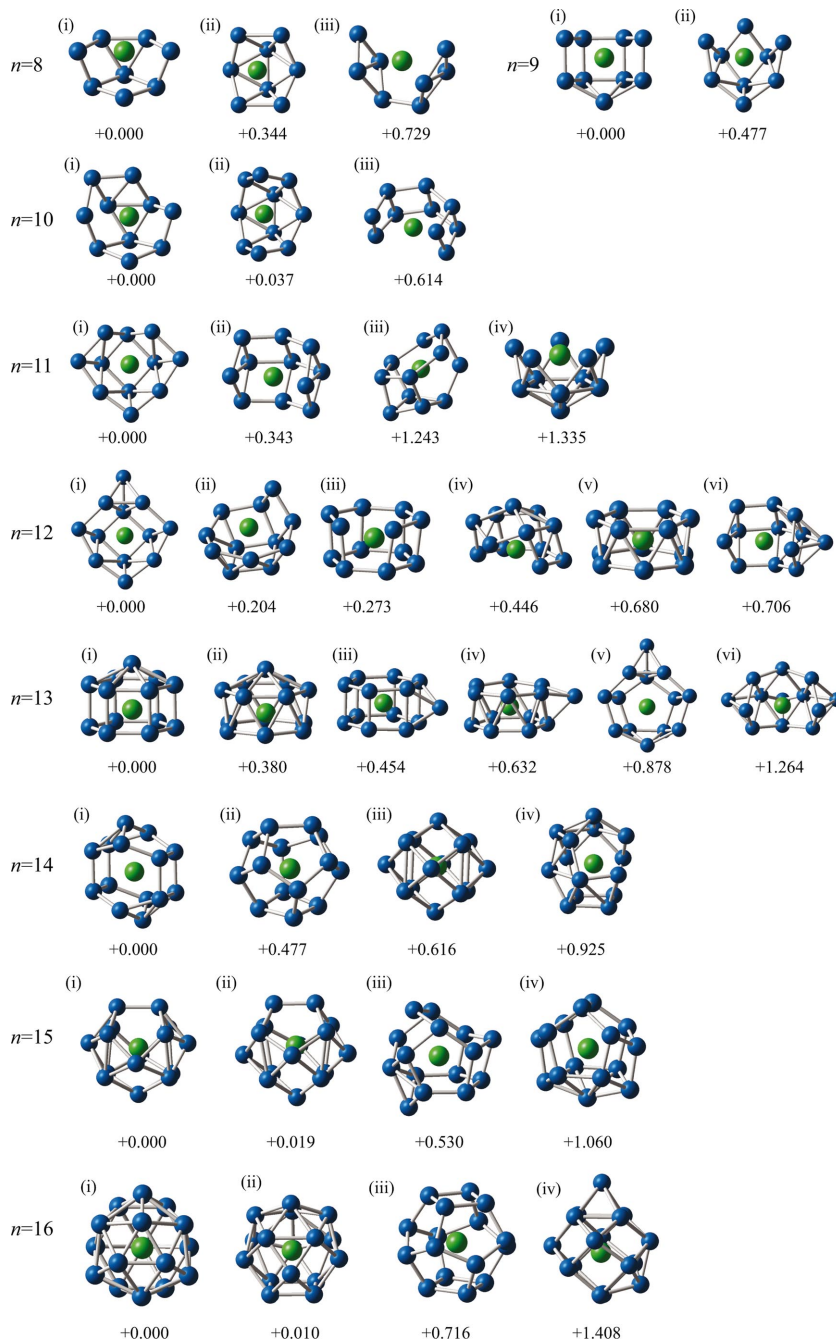 (i) (ii) (iii) (i) (ii)
n=8 n=9
+0.000 +0.344 +0.729 +0.000 +0.477
(i) (ii) (iii)
n=10
+0.000 +0.037 +0.614
(i) (ii) (iii) (iv)
n=11
+0.000 +0.343 +1.243 +1.335
(i) (ii) (iii) (iv) (v) (vi)
n=12
+0.000 +0.204 +0.273 +0.446 +0.680 +0.706
(i) (ii) (iii) (iv) (v) (vi)
n=13
+0.000 +0.380 +0.454 +0.632 +0.878 +1.264
(i) (ii) (iii) (iv)
n=14
+0.000 +0.477 +0.616 +0.925
(i) (ii) (iii) (iv)
n=15
+0.000 +0.019 +0.530 +1.060
(i) (ii) (iii) (iv)
n=16
+0.000 +0.010 +0.716 +1.408